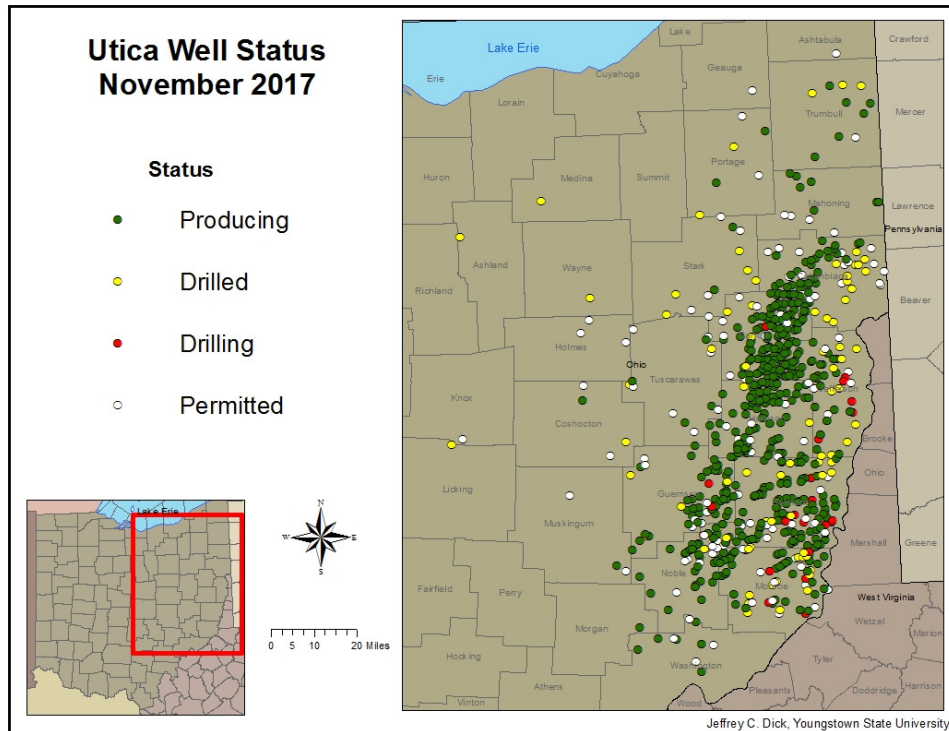 Utica Well Status
November 2017
Status
Producing
Drilled
Drilling
Permitted
Lake Erie
N
W
E
S
0 5 10 15 20 Miles
Lake Erie
Lake
Ashtabula
Crawford
Erie
Cuyahoga
Geauga
Lorain
Trumbull
Mercer
Portage
Huron
Medina
Summit
Mahoning
Lawrence
Pennsylvania
Ashland
Wayne
Stark
Richland
Beaver
Holmes
Ohio
Tuscarawas
Knox
Coshocton
Brooke
Ohio
Licking
Guernsey
Muskingum
Marshall
Greene
Fairfield
Perry
Noble
Monroe
West Virginia
Morgan
Wetzel
Marion
Hocking
Washington
Tyler
Athens
Pleasants
Doddridge
Harrison
Vinton
Wood
Jeffrey C. Dick, Youngstown State University